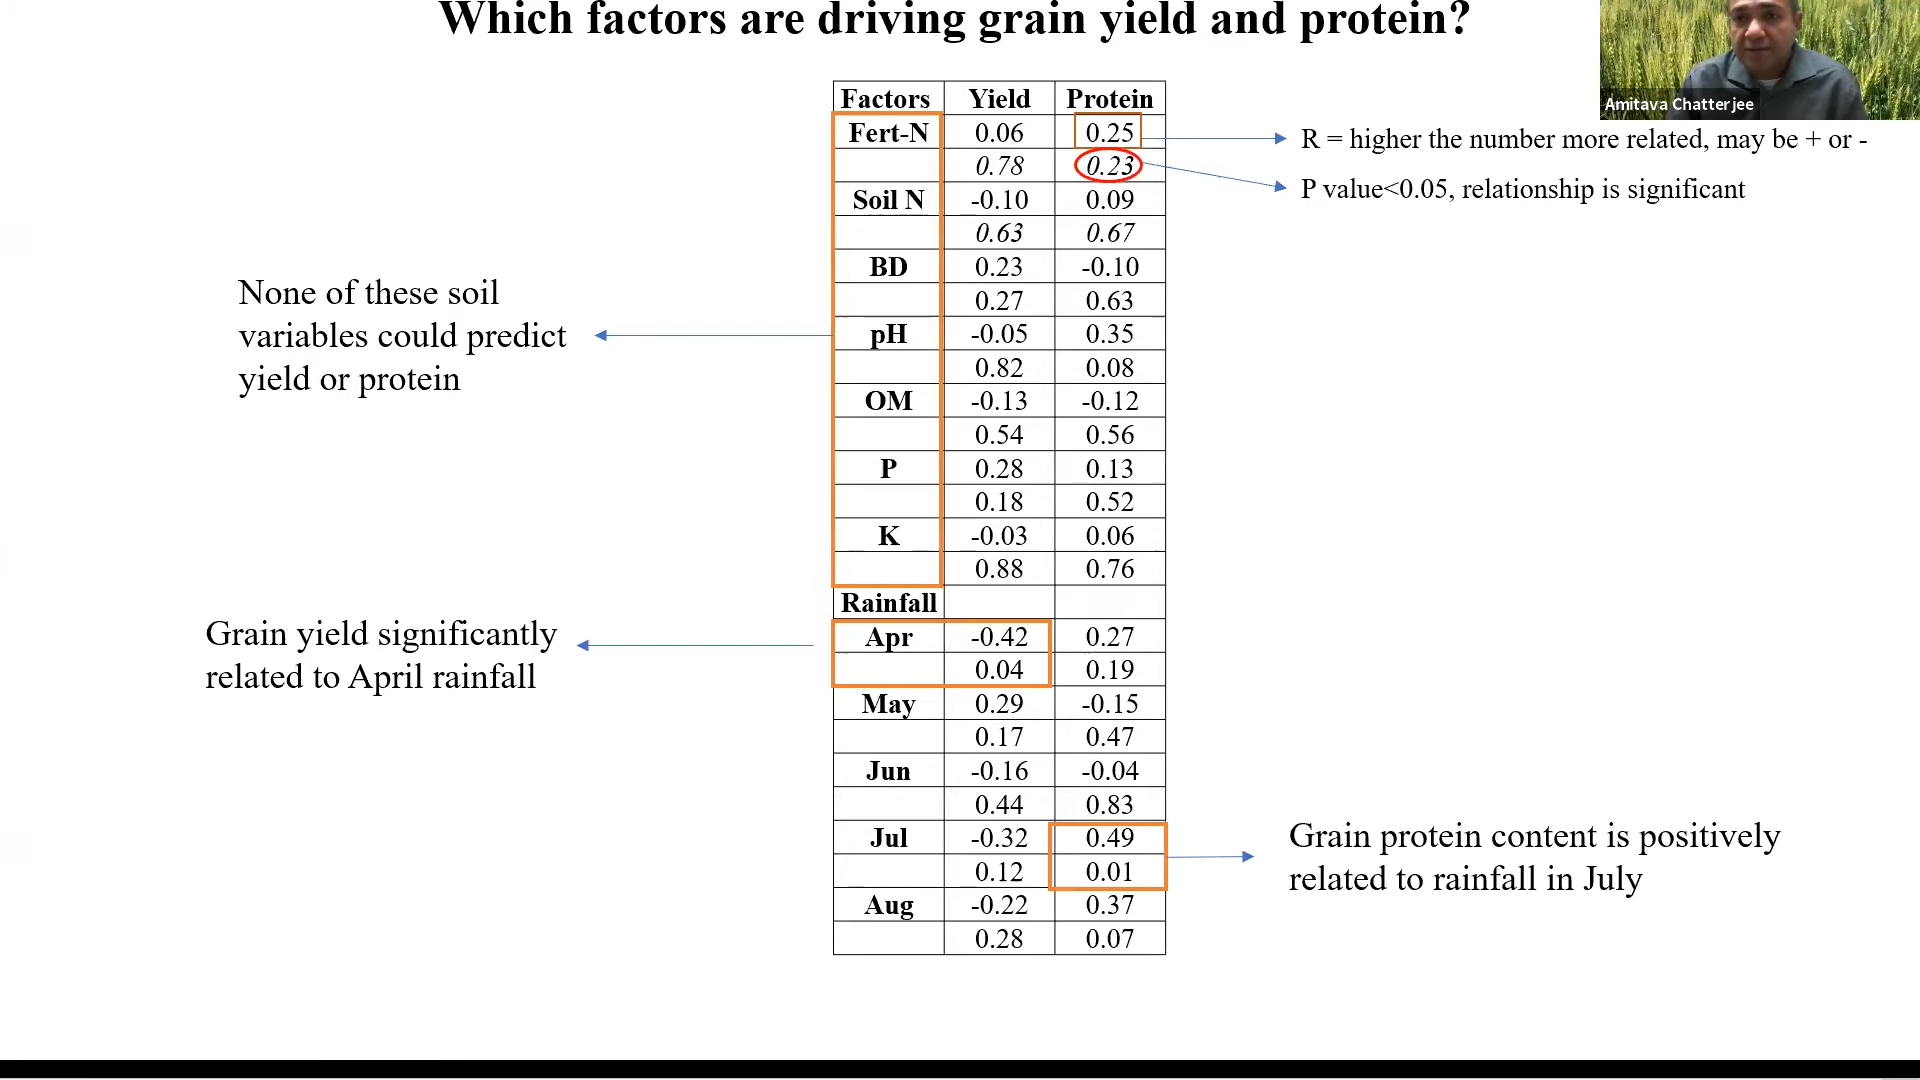 Which factors are driving grain yield and protein?
Amitava Chatterjee
Factors Yield Protein
Fert-N 0.06 0.25
0.78 0.23
Soil N -0.10 0.09
0.63 0.67
BD 0.23 -0.10
0.27 0.63
pH -0.05 0.35
0.82 0.08
OM -0.13 -0.12
0.54 0.56
P 0.28 0.13
0.18 0.52
K -0.03 0.06
0.88 0.76
Rainfall
Apr -0.42 0.27
0.04 0.19
May 0.29 -0.15
0.17 0.47
Jun -0.16 -0.04
0.44 0.83
Jul -0.32 0.49
0.12 0.01
Aug -0.22 0.37
0.28 0.07
R = higher the number more related, may be + or -
P value<0.05, relationship is significant
None of these soil
variables could predict
yield or protein
Grain yield significantly
related to April rainfall
Grain protein content is positively
related to rainfall in July